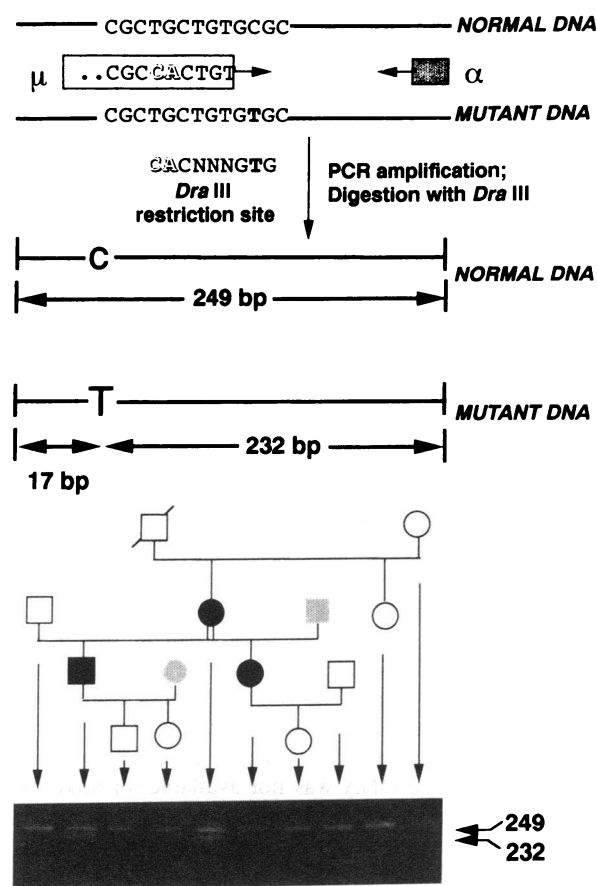 CGCTGCTGTGCGC NORMAL DNA
μ ..CGCCACTGT α
CGCTGCTGTGTGC MUTANT DNA
CACNNNGTG
Dra III
restriction site
PCR amplification;
Digestion with Dra III
C
NORMAL DNA
249 bp
T
MUTANT DNA
232 bp
17 bp
249
232